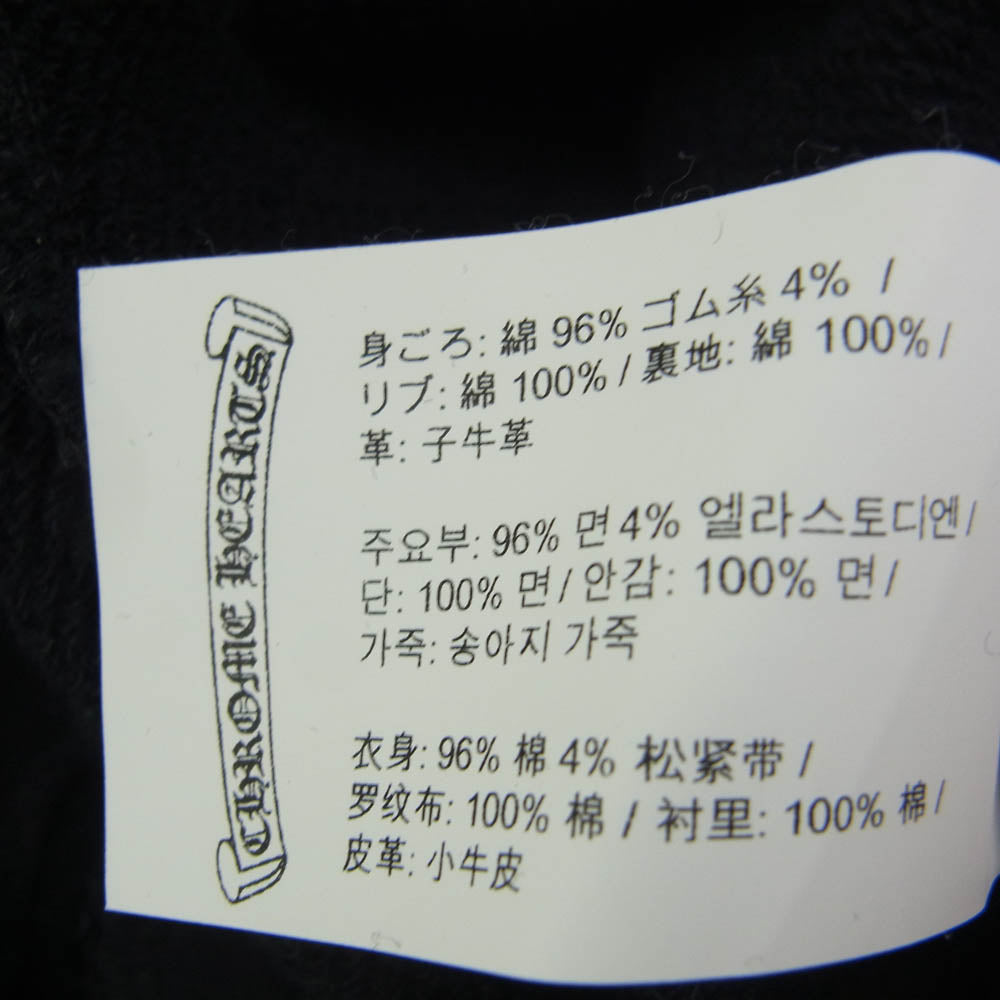 CHROME HEARTS
身ごろ: 綿 96% ゴム糸 4% /
リブ: 綿 100% / 裏地: 綿 100% /
革: 子牛革
주요부: 96% 면 4% 엘라스토디엔 /
단: 100% 면 / 안감: 100% 면 /
가죽: 송아지 가죽
衣身: 96% 棉 4% 松紧带 /
罗纹布: 100% 棉 / 衬里: 100% 棉 /
皮革: 小牛皮